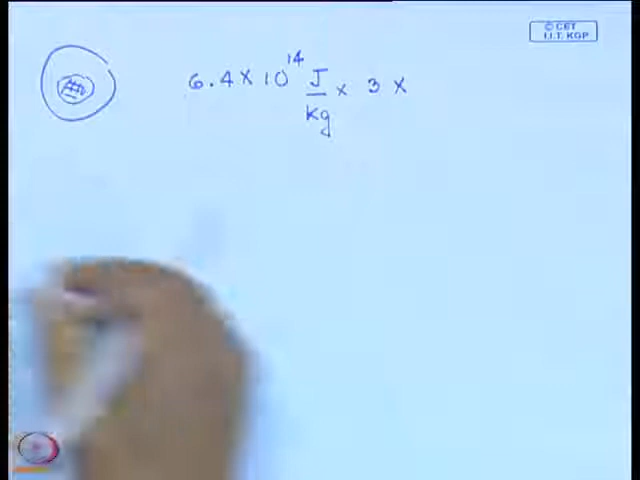 © CET
I.I.T. KGP
6.4 × 10^14 J/kg × 3 ×